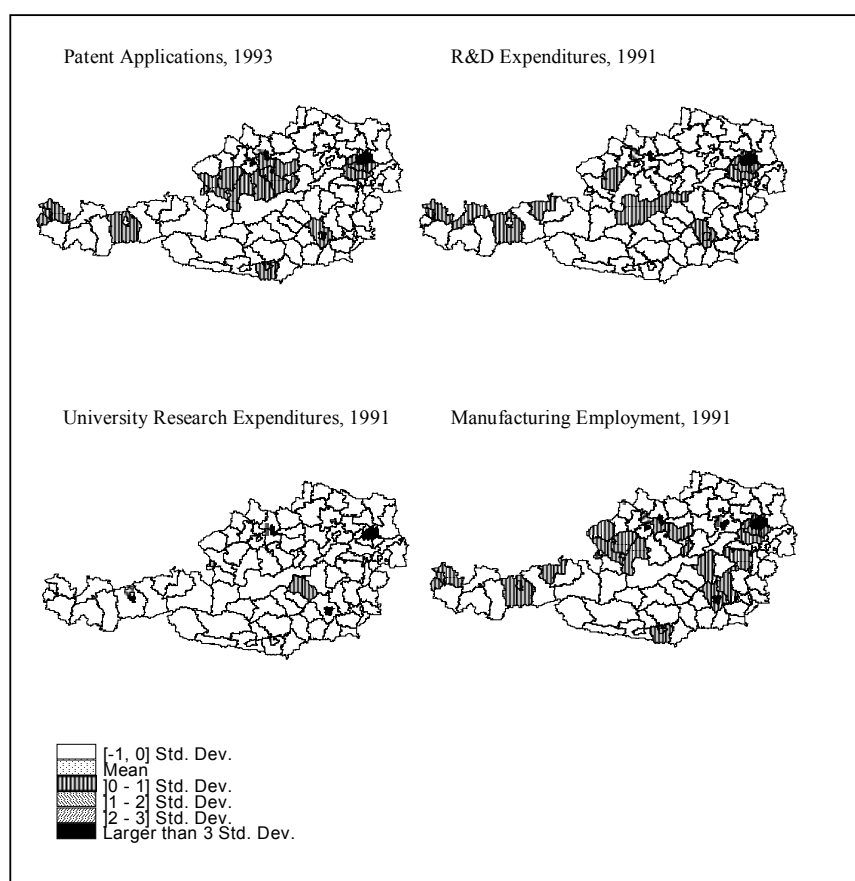 Patent Applications, 1993
R&D Expenditures, 1991
University Research Expenditures, 1991
Manufacturing Employment, 1991
[-1, 0] Std. Dev.
Mean
]0 - 1] Std. Dev.
]1 - 2] Std. Dev.
]2 - 3] Std. Dev.
Larger than 3 Std. Dev.